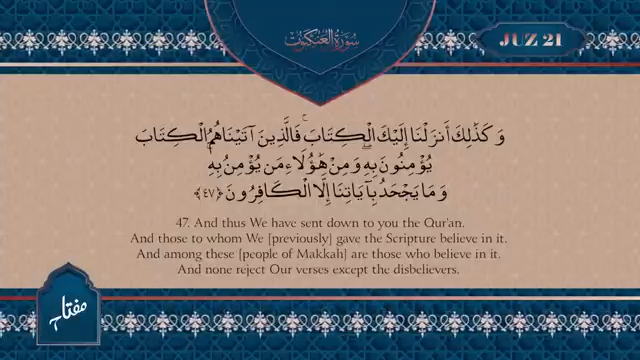 سُورَةُ العَنكَبُوت
JUZ 21
وَكَذَٰلِكَ أَنزَلْنَا إِلَيْكَ الْكِتَابَ ۚ فَالَّذِينَ آتَيْنَاهُمُ الْكِتَابَ
يُؤْمِنُونَ بِهِ ۖ وَمِنْ هَٰؤُلَاءِ مَن يُؤْمِنُ بِهِ ۚ
وَمَا يَجْحَدُ بِآيَاتِنَا إِلَّا الْكَافِرُونَ ﴿٤٧﴾
47. And thus We have sent down to you the Qur'an.
And those to whom We [previously] gave the Scripture believe in it.
And among these [people of Makkah] are those who believe in it.
And none reject Our verses except the disbelievers.
مفتاح